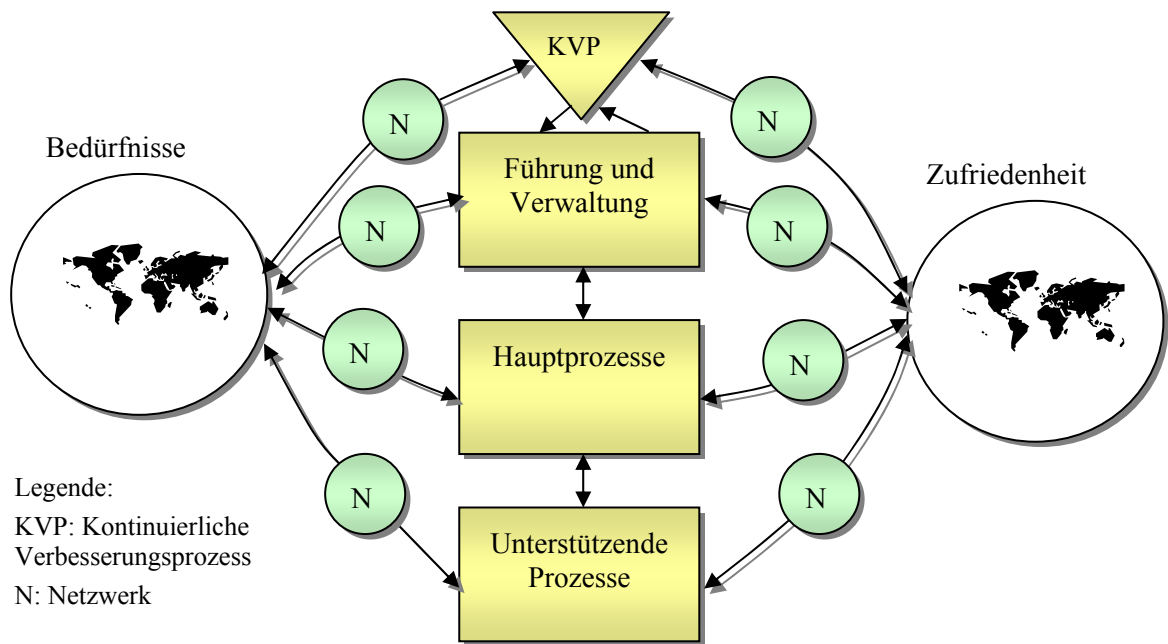 KVP
N
N
Bedürfnisse
Führung und
Verwaltung
Zufriedenheit
N
N
Hauptprozesse
N
N
Legende:
KVP: Kontinuierliche
Verbesserungsprozess
N: Netzwerk
N
Unterstützende
Prozesse
N